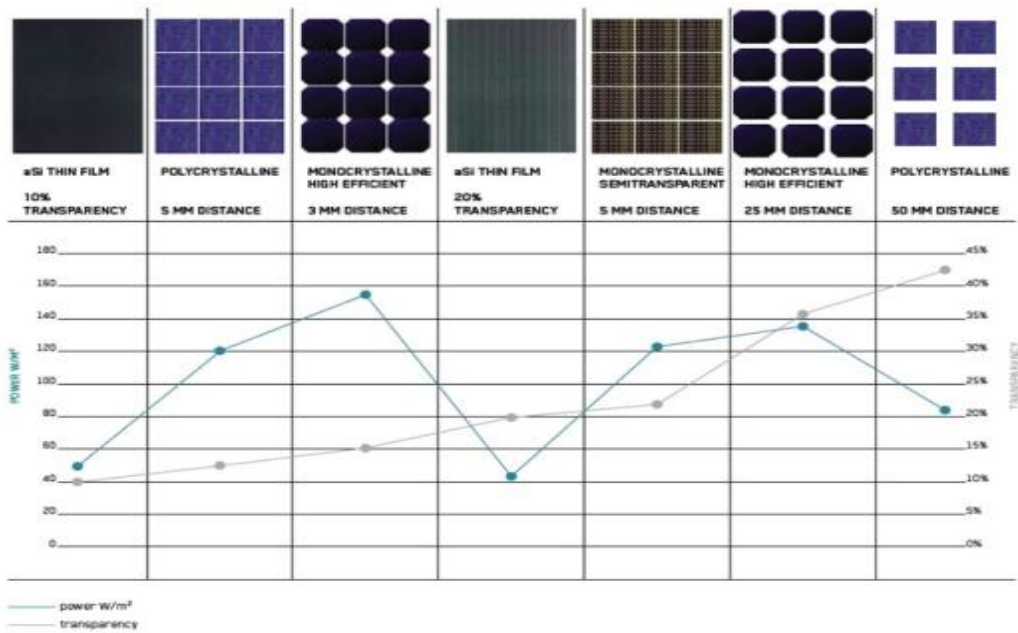 aSi THIN FILM
10%
TRANSPARENCY
POLYCRYSTALLINE
5 MM DISTANCE
MONOCRYSTALLINE
HIGH EFFICIENT
3 MM DISTANCE
aSi THIN FILM
20%
TRANSPARENCY
MONOCRYSTALLINE
SEMITRANSPARENT
5 MM DISTANCE
MONOCRYSTALLINE
HIGH EFFICIENT
25 MM DISTANCE
POLYCRYSTALLINE
50 MM DISTANCE
POWER W/M²
180
160
140
120
100
80
60
40
20
0
45%
40%
35%
30%
25%
20%
15%
10%
5%
0%
TRANSPARENCY
power W/m²
transparency